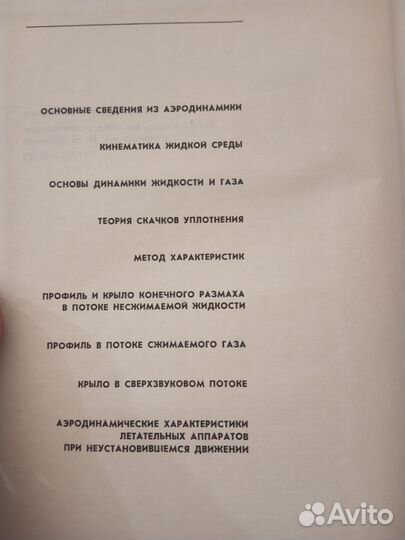 ОСНОВНЫЕ СВЕДЕНИЯ ИЗ АЭРОДИНАМИКИ
КИНЕМАТИКА ЖИДКОЙ СРЕДЫ
ОСНОВЫ ДИНАМИКИ ЖИДКОСТИ И ГАЗА
ТЕОРИЯ СКАЧКОВ УПЛОТНЕНИЯ
МЕТОД ХАРАКТЕРИСТИК
ПРОФИЛЬ И КРЫЛО КОНЕЧНОГО РАЗМАХА
В ПОТОКЕ НЕСЖИМАЕМОЙ ЖИДКОСТИ
ПРОФИЛЬ В ПОТОКЕ СЖИМАЕМОГО ГАЗА
КРЫЛО В СВЕРХЗВУКОВОМ ПОТОКЕ
АЭРОДИНАМИЧЕСКИЕ ХАРАКТЕРИСТИКИ
ЛЕТАТЕЛЬНЫХ АППАРАТОВ
ПРИ НЕУСТАНОВИВШЕМСЯ ДВИЖЕНИИ
Avito